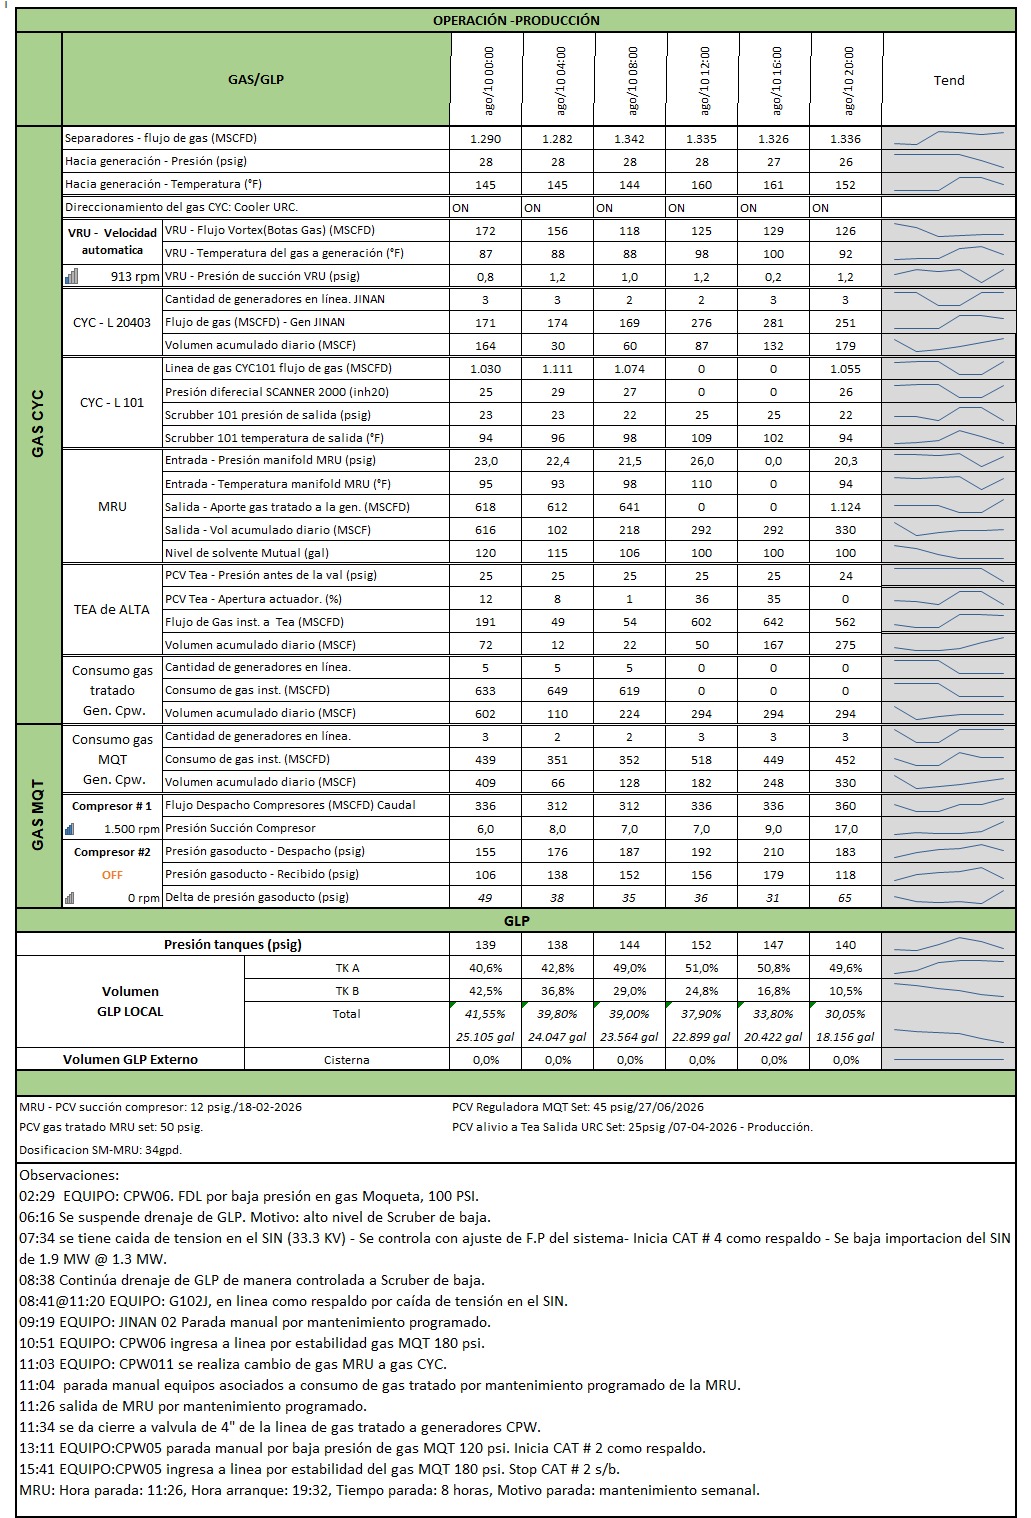 OPERACIÓN -PRODUCCIÓN
GAS/GLP ago/10 00:00 ago/10 04:00 ago/10 08:00 ago/10 12:00 ago/10 16:00 ago/10 20:00 Tend
GAS CYC
Separadores - flujo de gas (MSCFD) 1.290 1.282 1.342 1.335 1.326 1.336
Hacia generación - Presión (psig) 28 28 28 28 27 26
Hacia generación - Temperatura (°F) 145 145 144 160 161 152
Direccionamiento del gas CYC: Cooler URC. ON ON ON ON ON ON
VRU - Velocidad automatica
913 rpm
VRU - Flujo Vortex(Botas Gas) (MSCFD) 172 156 118 125 129 126
VRU - Temperatura del gas a generación (°F) 87 88 88 98 100 92
VRU - Presión de succión VRU (psig) 0,8 1,2 1,0 1,2 0,2 1,2
CYC - L 20403
Cantidad de generadores en línea. JINAN 3 3 2 2 3 3
Flujo de gas (MSCFD) - Gen JINAN 171 174 169 276 281 251
Volumen acumulado diario (MSCF) 164 30 60 87 132 179
CYC - L 101
Linea de gas CYC101 flujo de gas (MSCFD) 1.030 1.111 1.074 0 0 1.055
Presión diferecial SCANNER 2000 (inh20) 25 29 27 0 0 26
Scrubber 101 presión de salida (psig) 23 23 22 25 25 22
Scrubber 101 temperatura de salida (°F) 94 96 98 109 102 94
MRU
Entrada - Presión manifold MRU (psig) 23,0 22,4 21,5 26,0 0,0 20,3
Entrada - Temperatura manifold MRU (°F) 95 93 98 110 0 94
Salida - Aporte gas tratado a la gen. (MSCFD) 618 612 641 0 0 1.124
Salida - Vol acumulado diario (MSCF) 616 102 218 292 292 330
Nivel de solvente Mutual (gal) 120 115 106 100 100 100
TEA de ALTA
PCV Tea - Presión antes de la val (psig) 25 25 25 25 25 24
PCV Tea - Apertura actuador. (%) 12 8 1 36 35 0
Flujo de Gas inst. a Tea (MSCFD) 191 49 54 602 642 562
Volumen acumulado diario (MSCF) 72 12 22 50 167 275
Consumo gas
tratado
Gen. Cpw.
Cantidad de generadores en línea. 5 5 5 0 0 0
Consumo de gas inst. (MSCFD) 633 649 619 0 0 0
Volumen acumulado diario (MSCF) 602 110 224 294 294 294
GAS MQT
Consumo gas
MQT
Gen. Cpw.
Cantidad de generadores en línea. 3 2 2 3 3 3
Consumo de gas inst. (MSCFD) 439 351 352 518 449 452
Volumen acumulado diario (MSCF) 409 66 128 182 248 330
Compresor # 1
1.500 rpm
Flujo Despacho Compresores (MSCFD) Caudal 336 312 312 336 336 360
Presión Succión Compresor 6,0 8,0 7,0 7,0 9,0 17,0
Compresor #2
OFF
0 rpm
Presión gasoducto - Despacho (psig) 155 176 187 192 210 183
Presión gasoducto - Recibido (psig) 106 138 152 156 179 118
Delta de presión gasoducto (psig) 49 38 35 36 31 65
GLP
Presión tanques (psig) 139 138 144 152 147 140
Volumen
GLP LOCAL
TK A 40,6% 42,8% 49,0% 51,0% 50,8% 49,6%
TK B 42,5% 36,8% 29,0% 24,8% 16,8% 10,5%
Total 41,55% 39,80% 39,00% 37,90% 33,80% 30,05%
25.105 gal 24.047 gal 23.564 gal 22.899 gal 20.422 gal 18.156 gal
Volumen GLP Externo Cisterna 0,0% 0,0% 0,0% 0,0% 0,0% 0,0%
MRU - PCV succión compresor: 12 psig./18-02-2026 PCV Reguladora MQT Set: 45 psig/27/06/2026
PCV gas tratado MRU set: 50 psig. PCV alivio a Tea Salida URC Set: 25psig /07-04-2026 - Producción.
Dosificacion SM-MRU: 34gpd.
Observaciones:
02:29 EQUIPO: CPW06. FDL por baja presión en gas Moqueta, 100 PSI.
06:16 Se suspende drenaje de GLP. Motivo: alto nivel de Scruber de baja.
07:34 se tiene caida de tension en el SIN (33.3 KV) - Se controla con ajuste de F.P del sistema- Inicia CAT # 4 como respaldo - Se baja importacion del SIN
de 1.9 MW @ 1.3 MW.
08:38 Continúa drenaje de GLP de manera controlada a Scruber de baja.
08:41@11:20 EQUIPO: G102J, en linea como respaldo por caída de tensión en el SIN.
09:19 EQUIPO: JINAN 02 Parada manual por mantenimiento programado.
10:51 EQUIPO: CPW06 ingresa a linea por estabilidad gas MQT 180 psi.
11:03 EQUIPO: CPW011 se realiza cambio de gas MRU a gas CYC.
11:04 parada manual equipos asociados a consumo de gas tratado por mantenimiento programado de la MRU.
11:26 salida de MRU por mantenimiento programado.
11:34 se da cierre a valvula de 4" de la linea de gas tratado a generadores CPW.
13:11 EQUIPO:CPW05 parada manual por baja presión de gas MQT 120 psi. Inicia CAT # 2 como respaldo.
15:41 EQUIPO:CPW05 ingresa a linea por estabilidad del gas MQT 180 psi. Stop CAT # 2 s/b.
MRU: Hora parada: 11:26, Hora arranque: 19:32, Tiempo parada: 8 horas, Motivo parada: mantenimiento semanal.